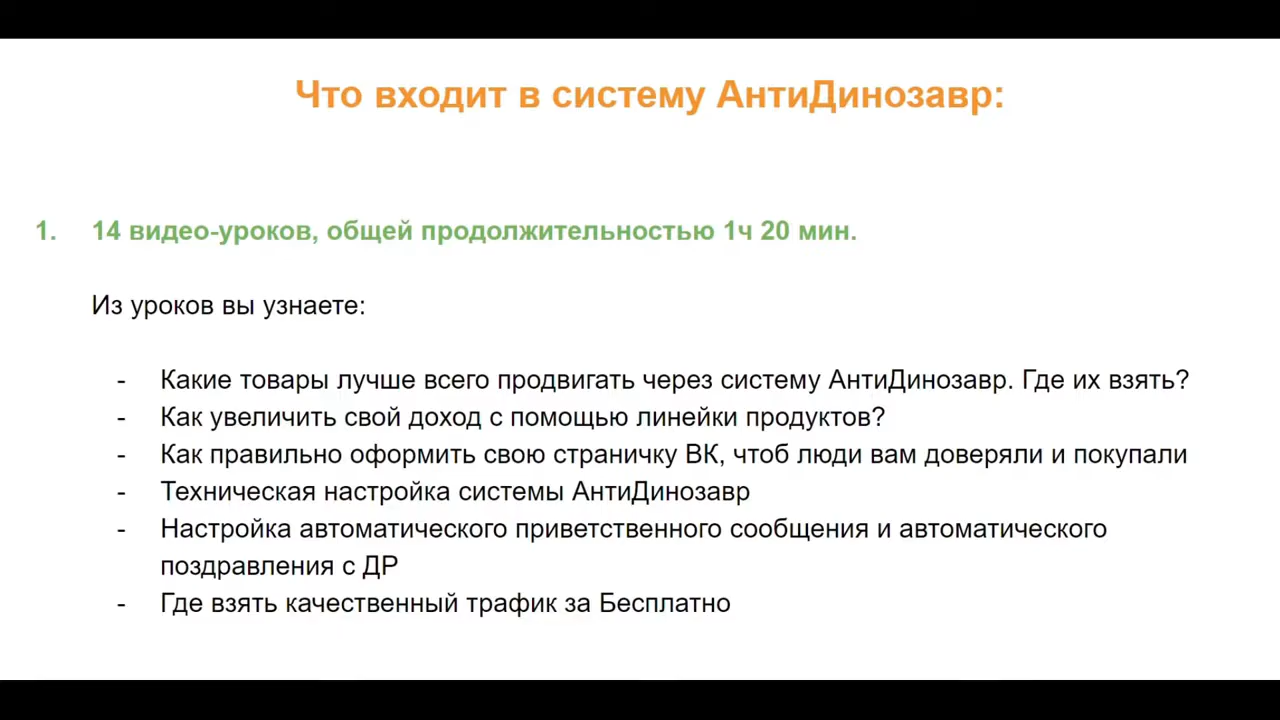 Что входит в систему АнтиДинозавр:
1. 14 видео-уроков, общей продолжительностью 1ч 20 мин.
Из уроков вы узнаете:
- Какие товары лучше всего продвигать через систему АнтиДинозавр. Где их взять?
- Как увеличить свой доход с помощью линейки продуктов?
- Как правильно оформить свою страничку ВК, чтоб люди вам доверяли и покупали
- Техническая настройка системы АнтиДинозавр
- Настройка автоматического приветственного сообщения и автоматического
поздравления с ДР
- Где взять качественный трафик за Бесплатно